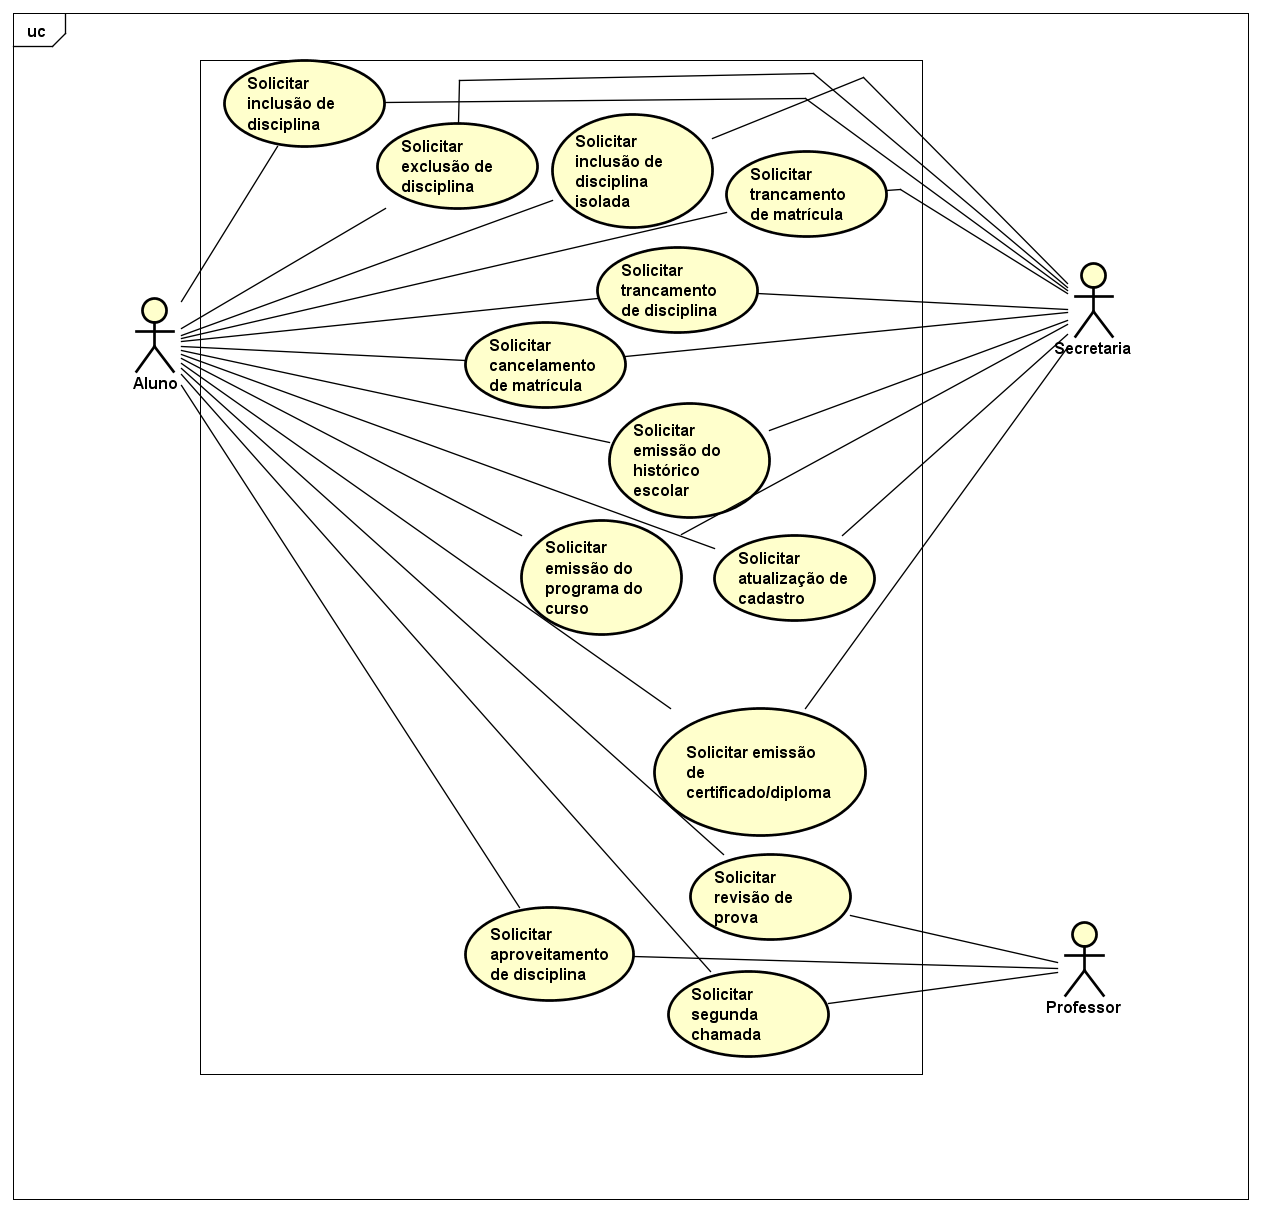 uc
Solicitar
inclusão de
disciplina
Solicitar
exclusão de
disciplina
Solicitar
inclusão de
disciplina
isolada
Solicitar
trancamento
de matrícula
Solicitar
trancamento
de disciplina
Aluno
Secretaria
Solicitar
cancelamento
de matrícula
Solicitar
emissão do
histórico
escolar
Solicitar
emissão do
programa do
curso
Solicitar
atualização de
cadastro
Solicitar emissão
de
certificado/diploma
Solicitar
revisão de
prova
Solicitar
aproveitamento
de disciplina
Solicitar
segunda
chamada
Professor